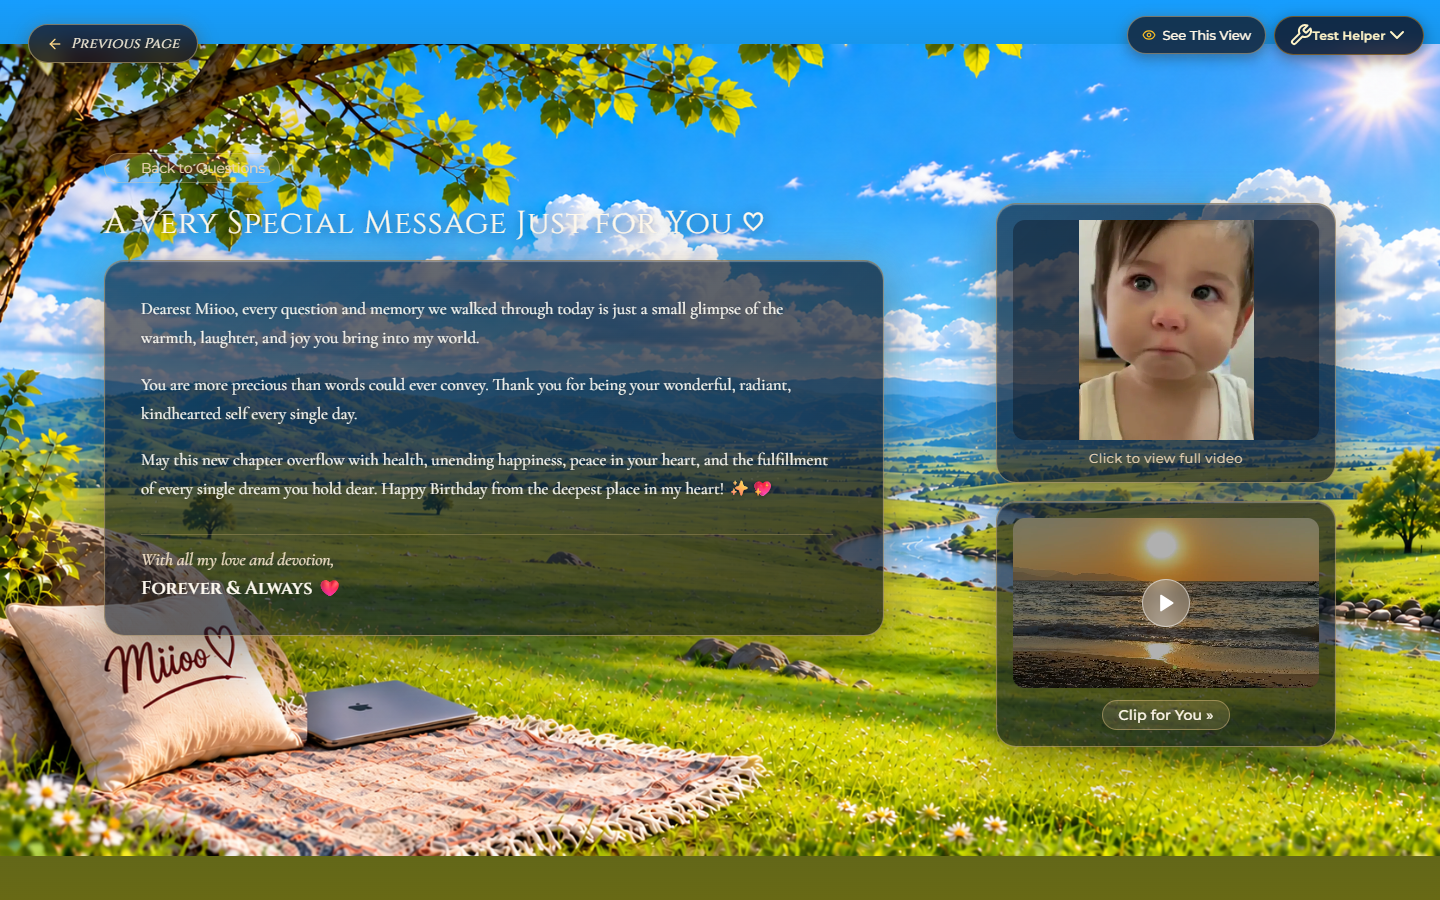 ← Previous Page
See This View
Test Helper
Back to Questions
A Very Special Message Just for You ♡
Dearest Miioo, every question and memory we walked through today is just a small glimpse of the
warmth, laughter, and joy you bring into my world.
You are more precious than words could ever convey. Thank you for being your wonderful, radiant,
kindhearted self every single day.
May this new chapter overflow with health, unending happiness, peace in your heart, and the fulfillment
of every single dream you hold dear. Happy Birthday from the deepest place in my heart! ✨ 💖
With all my love and devotion,
Forever & Always ❤️
Miioo♡
Click to view full video
Clip for You »